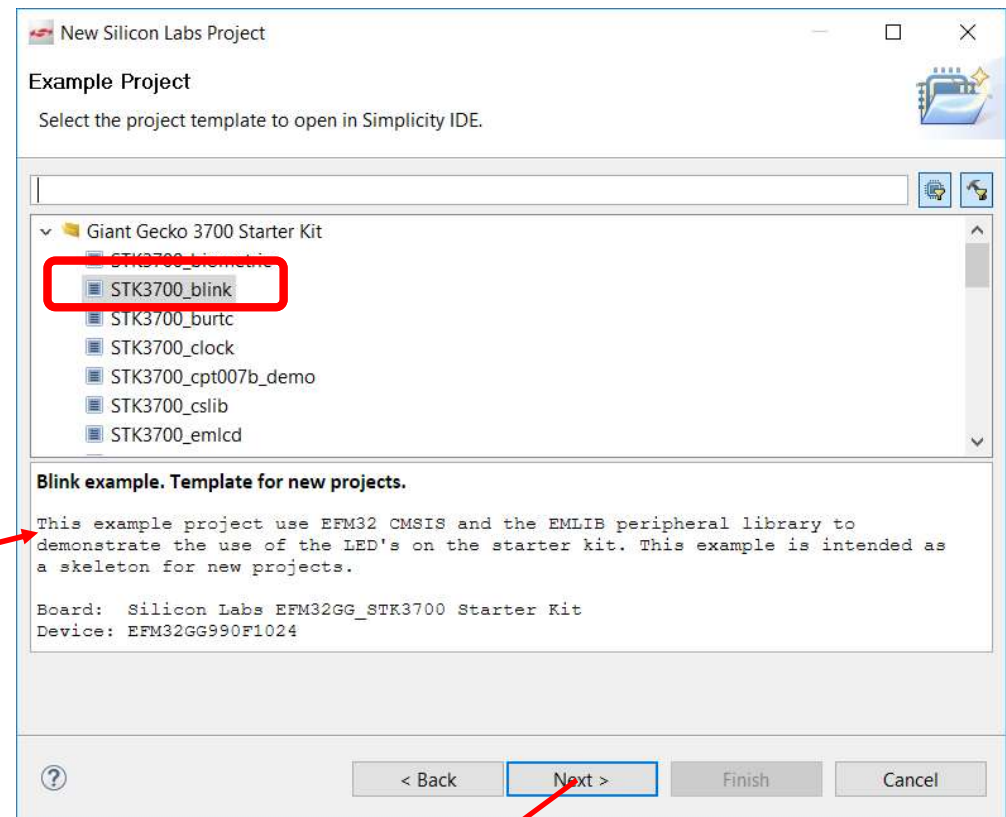 New Silicon Labs Project
Example Project
Select the project template to open in Simplicity IDE.
Giant Gecko 3700 Starter Kit
STK3700_biometric
STK3700_blink
STK3700_burtc
STK3700_clock
STK3700_cpt007b_demo
STK3700_cslib
STK3700_emlcd
Blink example. Template for new projects.
This example project use EFM32 CMSIS and the EMLIB peripheral library to
demonstrate the use of the LED's on the starter kit. This example is intended as
a skeleton for new projects.
Board: Silicon Labs EFM32GG_STK3700 Starter Kit
Device: EFM32GG990F1024
? < Back Next > Finish Cancel